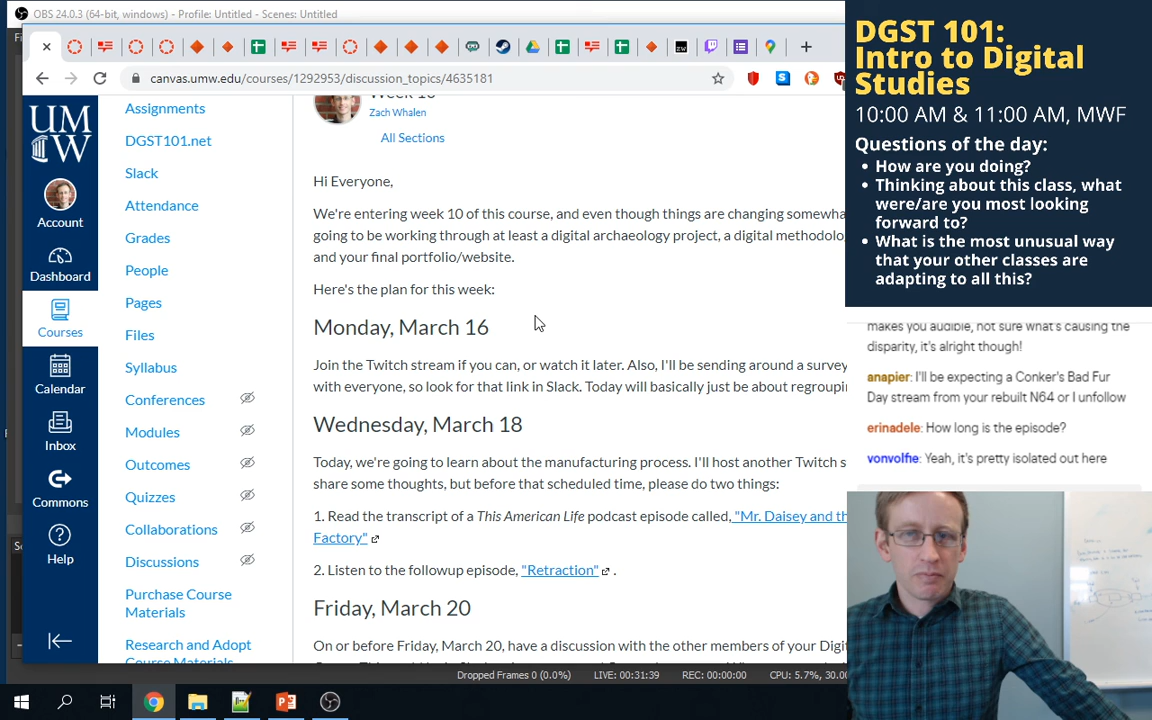 OBS 24.0.3 (64-bit, windows) - Profile: Untitled - Scenes: Untitled
canvas.umw.edu/courses/1292953/discussion_topics/4635181
UMW
Account
Dashboard
Courses
Calendar
Inbox
Commons
Help
Assignments
DGST101.net
Slack
Attendance
Grades
People
Pages
Files
Syllabus
Conferences
Modules
Outcomes
Quizzes
Collaborations
Discussions
Purchase Course
Materials
Research and Adopt
Course Materials
Week 10
Zach Whalen
All Sections
Hi Everyone,
We're entering week 10 of this course, and even though things are changing somewha
going to be working through at least a digital archaeology project, a digital methodolo
and your final portfolio/website.
Here's the plan for this week:
Monday, March 16
Join the Twitch stream if you can, or watch it later. Also, I'll be sending around a survey
with everyone, so look for that link in Slack. Today will basically just be about regroupin
Wednesday, March 18
Today, we're going to learn about the manufacturing process. I'll host another Twitch s
share some thoughts, but before that scheduled time, please do two things:
1. Read the transcript of a This American Life podcast episode called, "Mr. Daisey and th
Factory"
2. Listen to the followup episode, "Retraction" .
Friday, March 20
On or before Friday, March 20, have a discussion with the other members of your Digi
Dropped Frames 0 (0.0%) LIVE: 00:31:39 REC: 00:00:00 CPU: 5.7%, 30.00
DGST 101:
Intro to Digital
Studies
10:00 AM & 11:00 AM, MWF
Questions of the day:
• How are you doing?
• Thinking about this class, what
were/are you most looking
forward to?
• What is the most unusual way
that your other classes are
adapting to all this?
makes you audible, not sure what's causing the
disparity, it's alright though!
anapier: I'll be expecting a Conker's Bad Fur
Day stream from your rebuilt N64 or I unfollow
erinadele: How long is the episode?
vonvolfie: Yeah, it's pretty isolated out here